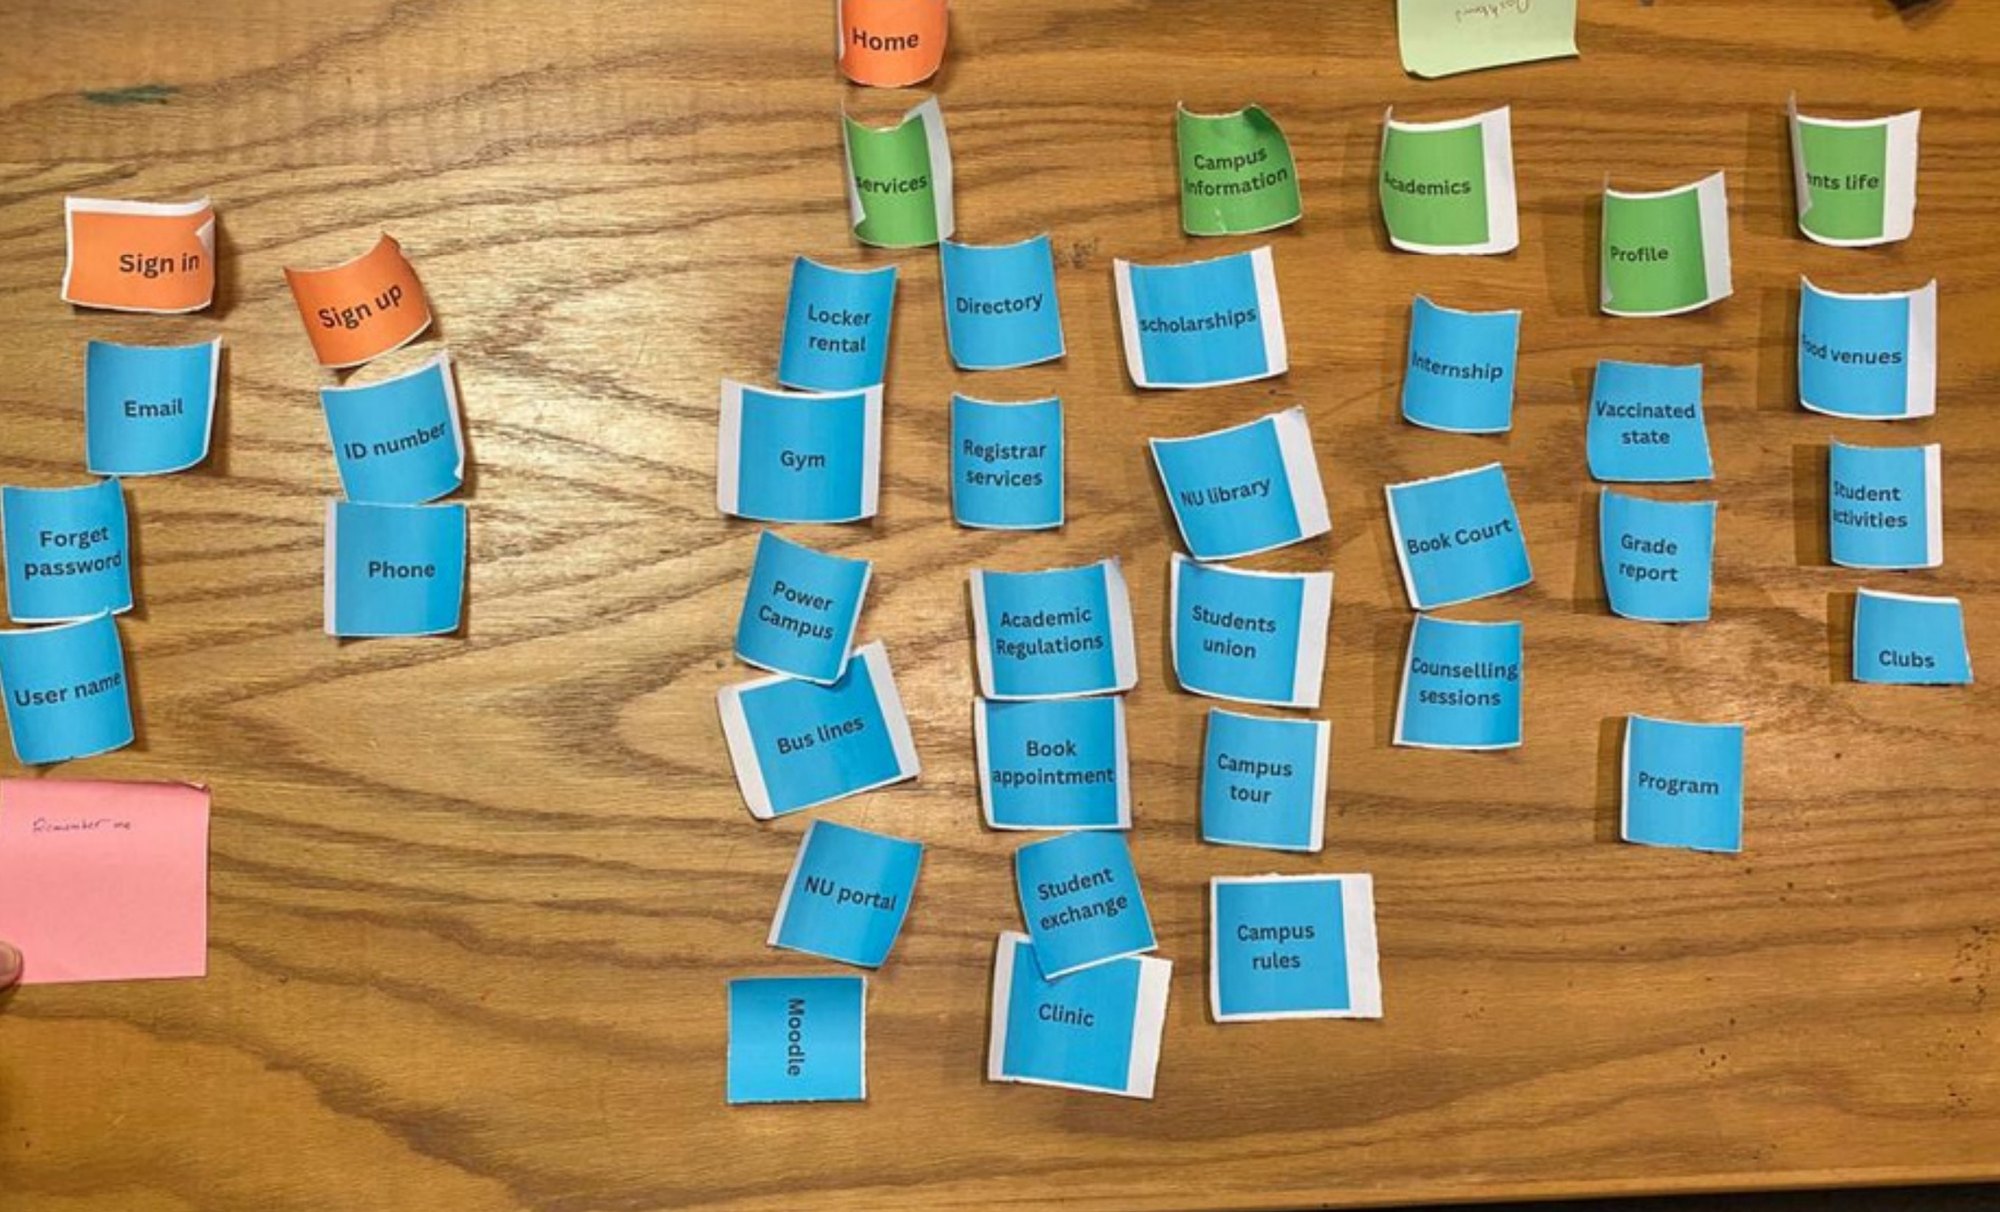 Home
services
Campus
Information
Academics
Profile
ents life
Sign in
Sign up
Email
ID number
Forget
password
Phone
User name
Remember me
Locker
rental
Directory
Gym
Registrar
services
Power
Campus
Academic
Regulations
Bus lines
Book
appointment
NU portal
Student
exchange
Moodle
Clinic
scholarships
NU library
Students
union
Campus
tour
Campus
rules
Internship
Book Court
Counselling
sessions
Vaccinated
state
Grade
report
Program
food venues
Student
activities
Clubs